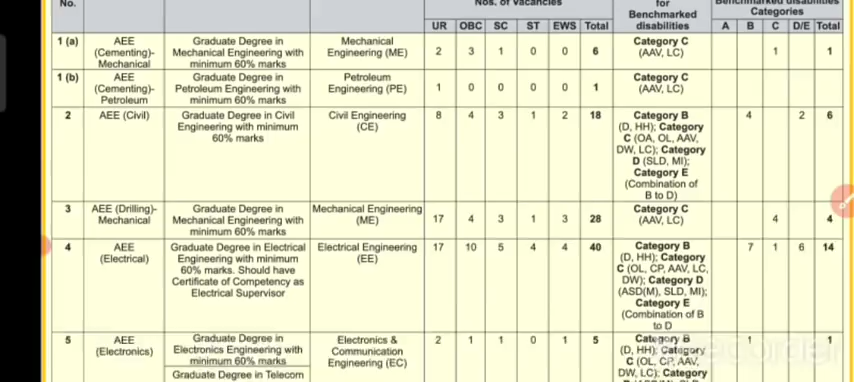 No.
Nos. of Vacancies
for
Benchmarked
disabilities
Benchmarked disabilities
Categories
UR OBC SC ST EWS Total A B C D/E Total
1 (a) AEE Graduate Degree in Mechanical 2 3 1 0 0 6 Category C 1 1
(Cementing)- Mechanical Engineering with Engineering (ME) (AAV, LC)
Mechanical minimum 60% marks
1 (b) AEE Graduate Degree in Petroleum 1 0 0 0 0 1 Category C
(Cementing)- Petroleum Engineering with Engineering (PE) (AAV, LC)
Petroleum minimum 60% marks
2 AEE (Civil) Graduate Degree in Civil Civil Engineering 8 4 3 1 2 18 Category B 4 2 6
Engineering with minimum (CE) (D, HH); Category
60% marks C (OA, OL, AAV,
DW, LC); Category
D (SLD, MI);
Category E
(Combination of
B to D)
3 AEE (Drilling)- Graduate Degree in Mechanical Engineering 17 4 3 1 3 28 Category C 4 4
Mechanical Mechanical Engineering with (ME) (AAV, LC)
minimum 60% marks
4 AEE Graduate Degree in Electrical Electrical Engineering 17 10 5 4 4 40 Category B 7 1 6 14
(Electrical) Engineering with minimum (EE) (D, HH); Category
60% marks. Should have C (OL, CP, AAV, LC,
Certificate of Competency as DW); Category D
Electrical Supervisor (ASD(M), SLD, MI);
Category E
(Combination of B
to D
5 AEE Graduate Degree in Electronics & 2 1 1 0 1 5 Category B 1 1
(Electronics) Electronics Engineering with Communication (D, HH); Category
minimum 60% marks Engineering (EC) C (OL, CP, AAV,
Graduate Degree in Telecom DW, LC); Category